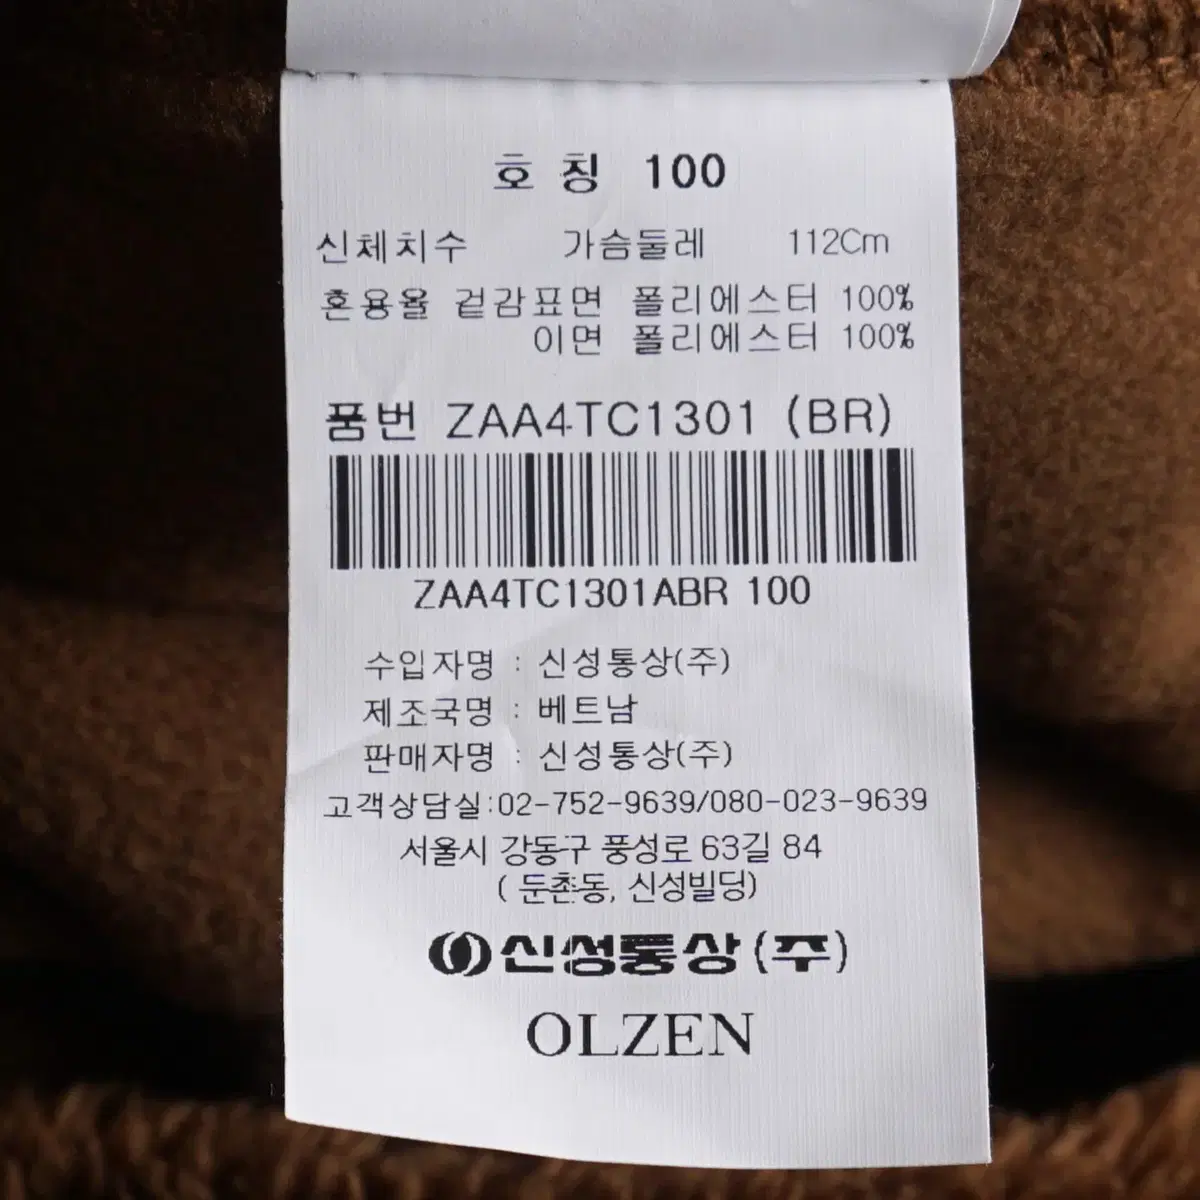 호 칭 100
신체치수 가슴둘레 112Cm
혼용율 겉감표면 폴리에스터 100%
이면 폴리에스터 100%
품번 ZAA4TC1301 (BR)
ZAA4TC1301ABR 100
수입자명 : 신성통상(주)
제조국명 : 베트남
판매자명 : 신성통상(주)
고객상담실:02-752-9639/080-023-9639
서울시 강동구 풍성로 63길 84
( 둔촌동, 신성빌딩)
신성통상(주)
OLZEN